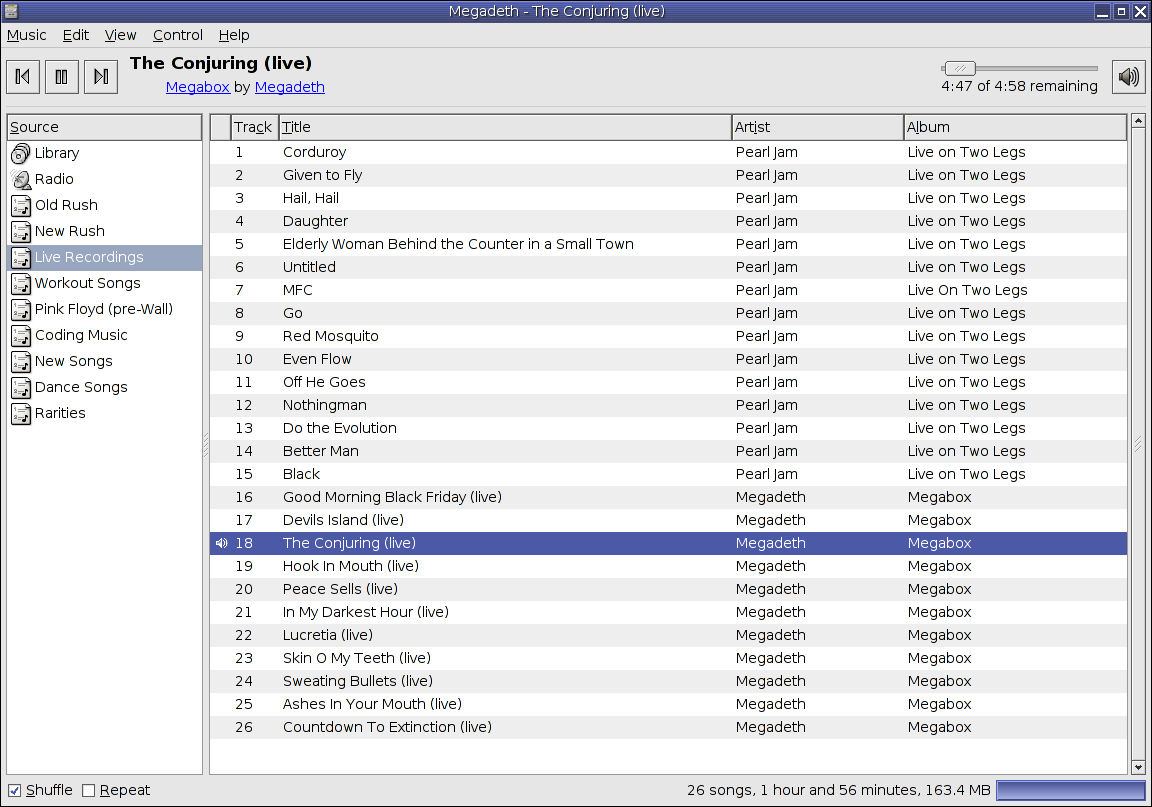 Megadeth - The Conjuring (live)
Music Edit View Control Help
The Conjuring (live)
Megabox by Megadeth
4:47 of 4:58 remaining
Source
Library
Radio
Old Rush
New Rush
Live Recordings
Workout Songs
Pink Floyd (pre-Wall)
Coding Music
New Songs
Dance Songs
Rarities
Track Title Artist Album
1 Corduroy Pearl Jam Live on Two Legs
2 Given to Fly Pearl Jam Live on Two Legs
3 Hail, Hail Pearl Jam Live on Two Legs
4 Daughter Pearl Jam Live on Two Legs
5 Elderly Woman Behind the Counter in a Small Town Pearl Jam Live on Two Legs
6 Untitled Pearl Jam Live on Two Legs
7 MFC Pearl Jam Live On Two Legs
8 Go Pearl Jam Live on Two Legs
9 Red Mosquito Pearl Jam Live on Two Legs
10 Even Flow Pearl Jam Live on Two Legs
11 Off He Goes Pearl Jam Live on Two Legs
12 Nothingman Pearl Jam Live on Two Legs
13 Do the Evolution Pearl Jam Live on Two Legs
14 Better Man Pearl Jam Live on Two Legs
15 Black Pearl Jam Live on Two Legs
16 Good Morning Black Friday (live) Megadeth Megabox
17 Devils Island (live) Megadeth Megabox
18 The Conjuring (live) Megadeth Megabox
19 Hook In Mouth (live) Megadeth Megabox
20 Peace Sells (live) Megadeth Megabox
21 In My Darkest Hour (live) Megadeth Megabox
22 Lucretia (live) Megadeth Megabox
23 Skin O My Teeth (live) Megadeth Megabox
24 Sweating Bullets (live) Megadeth Megabox
25 Ashes In Your Mouth (live) Megadeth Megabox
26 Countdown To Extinction (live) Megadeth Megabox
Shuffle Repeat
26 songs, 1 hour and 56 minutes, 163.4 MB